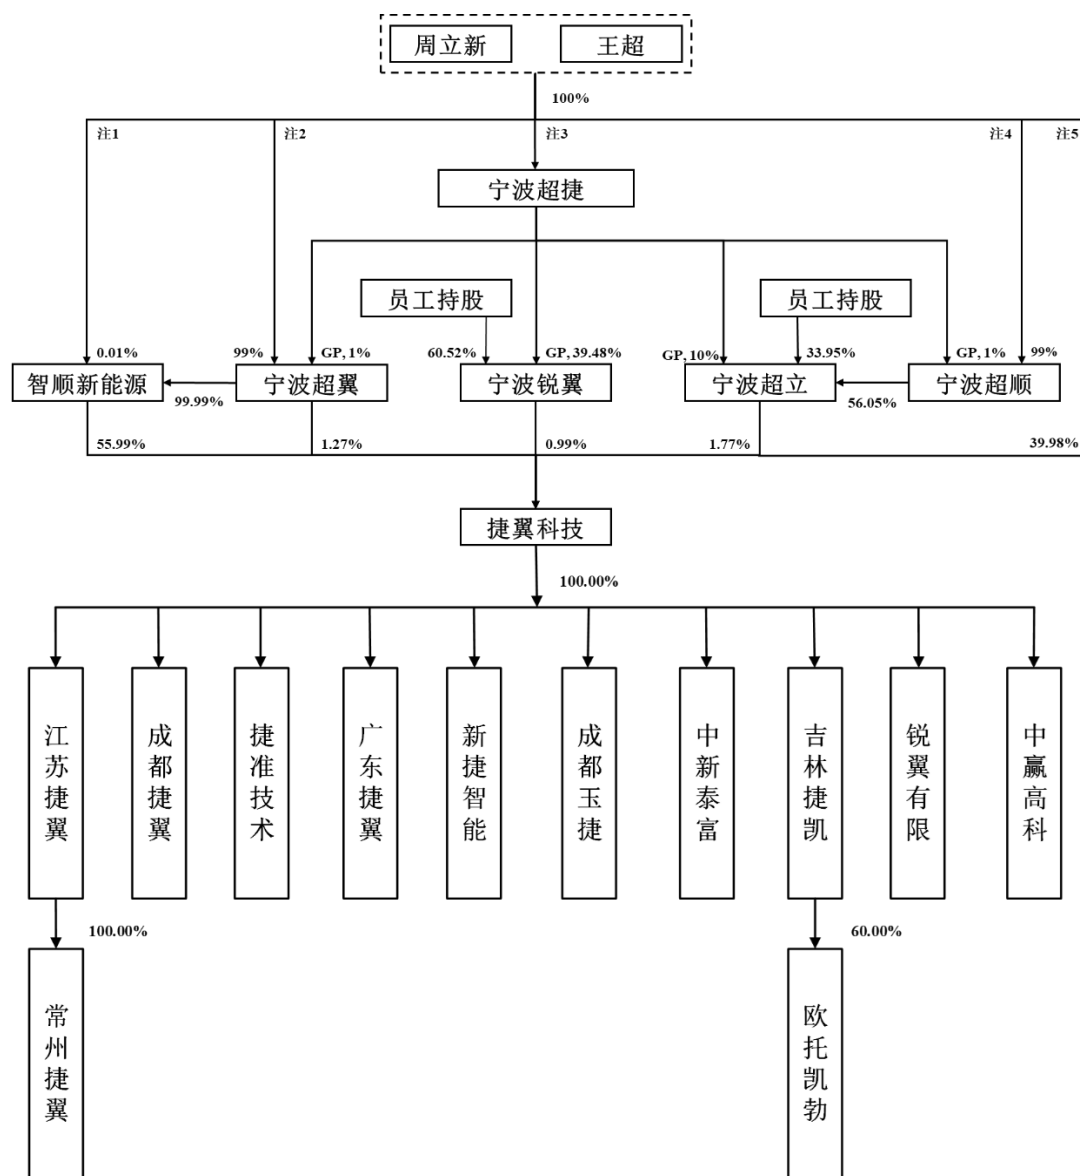 周立新
王超
100%
注1
注2
注3
注4
注5
宁波超捷
员工持股
员工持股
0.01%
99%
GP, 1%
60.52%
GP, 39.48%
GP, 10%
33.95%
GP, 1%
99%
智顺新能源
宁波超翼
宁波锐翼
宁波超立
宁波超顺
99.99%
56.05%
55.99%
1.27%
0.99%
1.77%
39.98%
捷翼科技
100.00%
江苏捷翼
成都捷翼
捷准技术
广东捷翼
新捷智能
成都玉捷
中新泰富
吉林捷凯
锐翼有限
中赢高科
100.00%
60.00%
常州捷翼
欧托凯勃